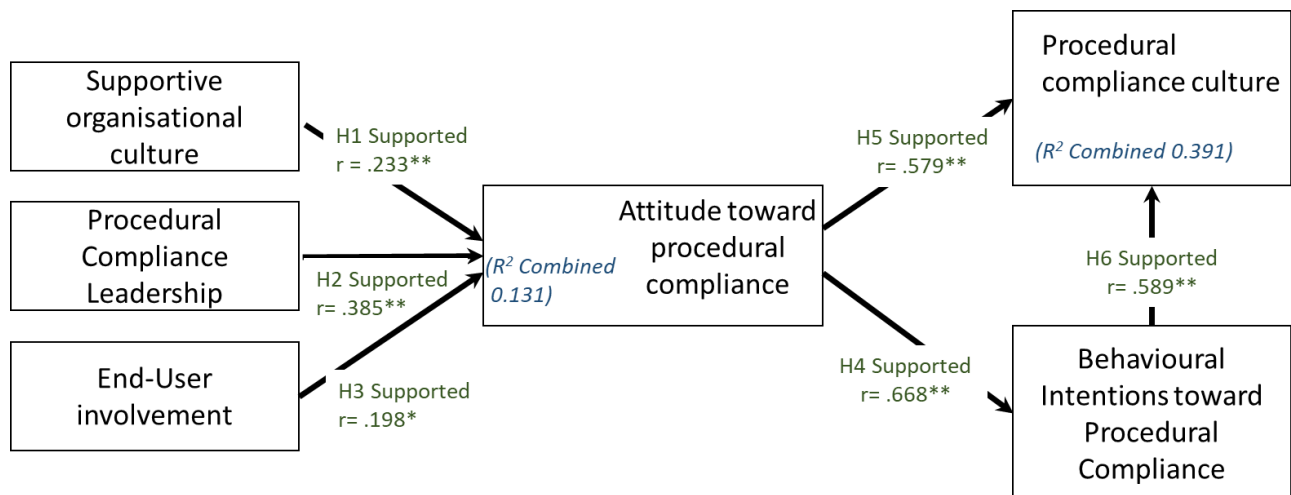 Supportive
organisational
culture
H1 Supported
r = .233**
Procedural
Compliance
Leadership
H2 Supported
r= .385**
End-User
involvement
H3 Supported
r= .198*
Attitude toward
procedural
compliance
(R² Combined
0.131)
H5 Supported
r= .579**
H4 Supported
r= .668**
Procedural
compliance culture
(R² Combined 0.391)
H6 Supported
r= .589**
Behavioural
Intentions toward
Procedural
Compliance